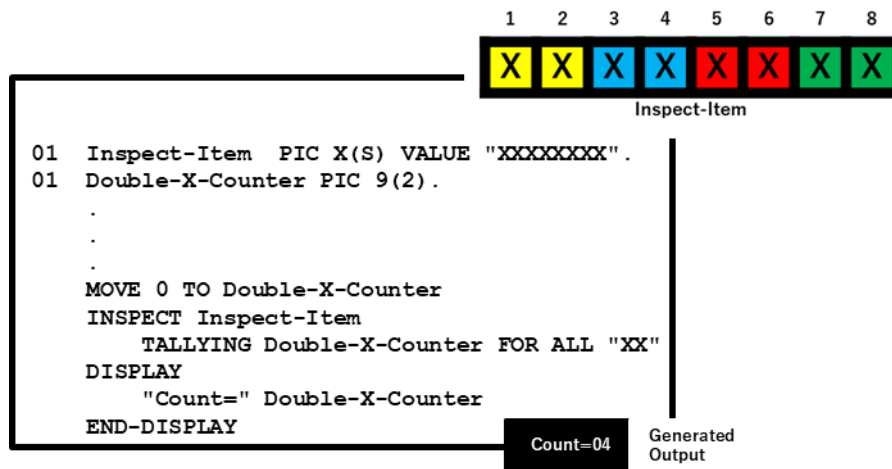 1 2 3 4 5 6 7 8
X X X X X X X X
Inspect-Item
01 Inspect-Item PIC X(S) VALUE "XXXXXXXX".
01 Double-X-Counter PIC 9(2).
.
.
.
MOVE 0 TO Double-X-Counter
INSPECT Inspect-Item
TALLYING Double-X-Counter FOR ALL "XX"
DISPLAY
"Count=" Double-X-Counter
END-DISPLAY
Count=04
Generated
Output